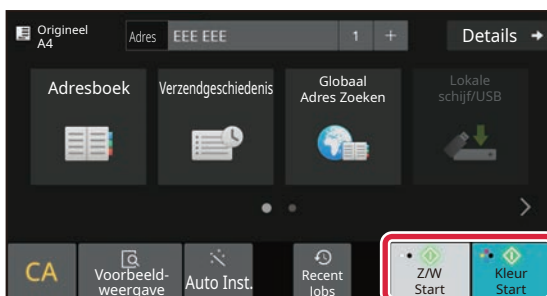 Origineel
A4
Adres EEE EEE 1 + Details
Adresboek
Verzendgeschiedenis
Globaal
Adres Zoeken
Lokale
schijf/USB
CA
Voorbeeld-
weergave
Auto Inst.
Recent
Jobs
Z/W
Start
Kleur
Start